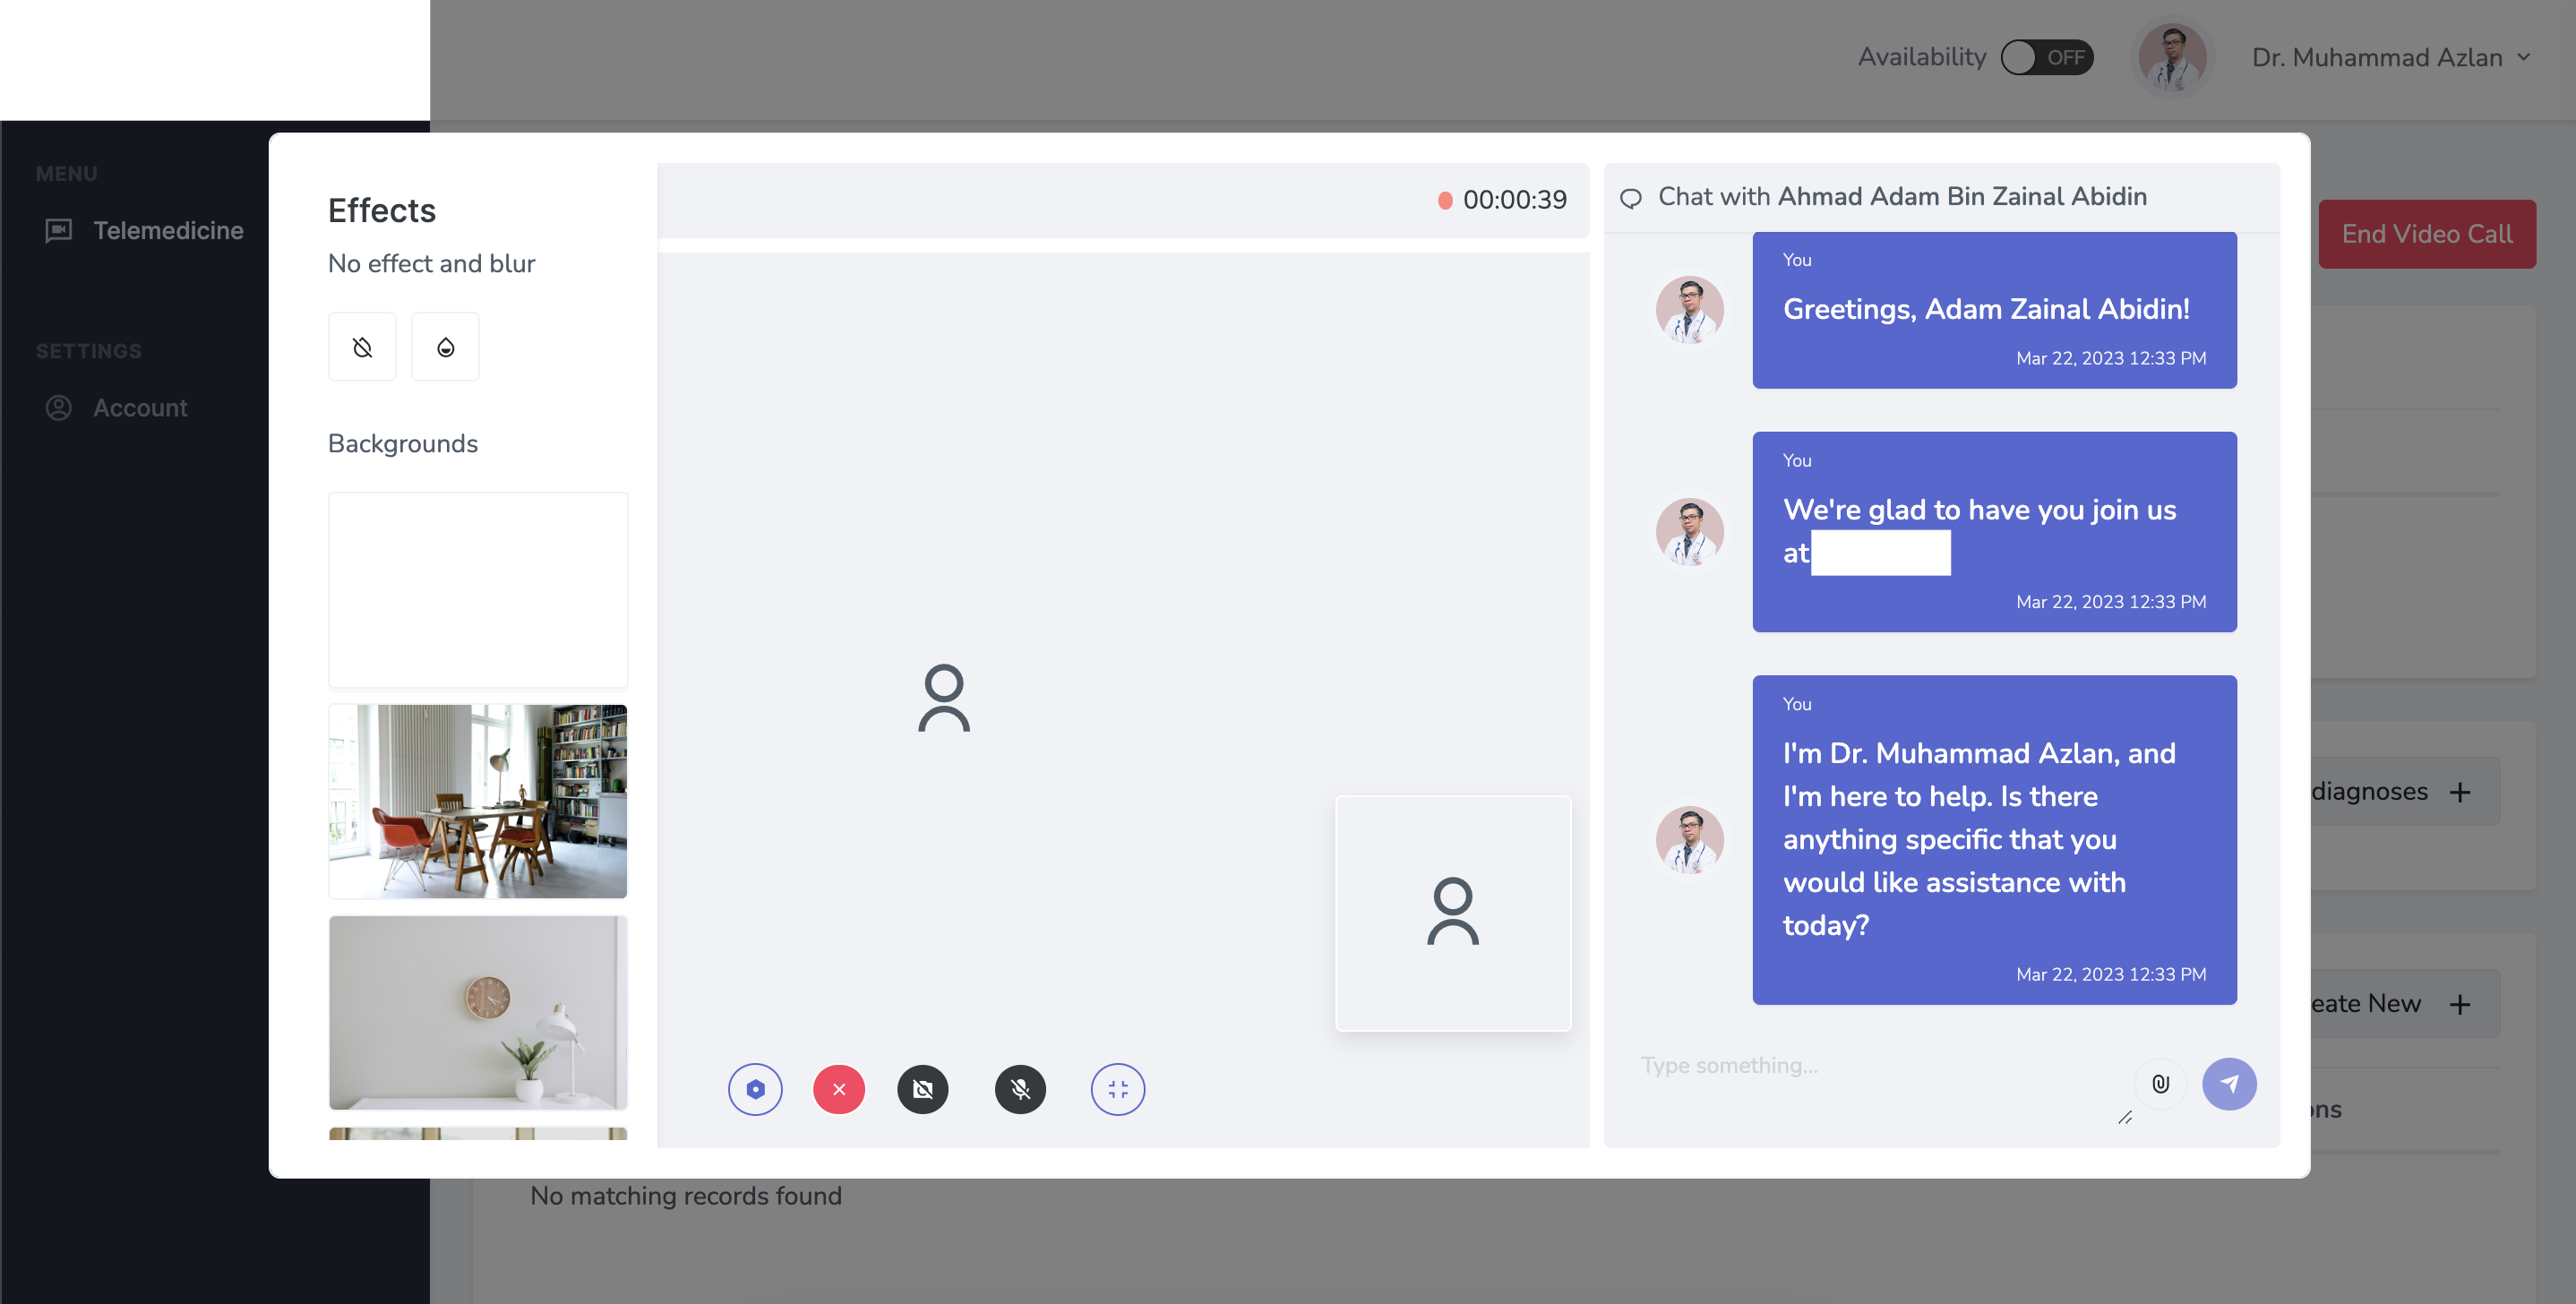 Availability OFF Dr. Muhammad Azlan
MENU
Telemedicine
SETTINGS
Account
Effects
No effect and blur
Backgrounds
00:00:39
Chat with Ahmad Adam Bin Zainal Abidin
You
Greetings, Adam Zainal Abidin!
Mar 22, 2023 12:33 PM
You
We're glad to have you join us
at
Mar 22, 2023 12:33 PM
You
I'm Dr. Muhammad Azlan, and
I'm here to help. Is there
anything specific that you
would like assistance with
today?
Mar 22, 2023 12:33 PM
Type something...
End Video Call
diagnoses +
eate New +
ons
No matching records found